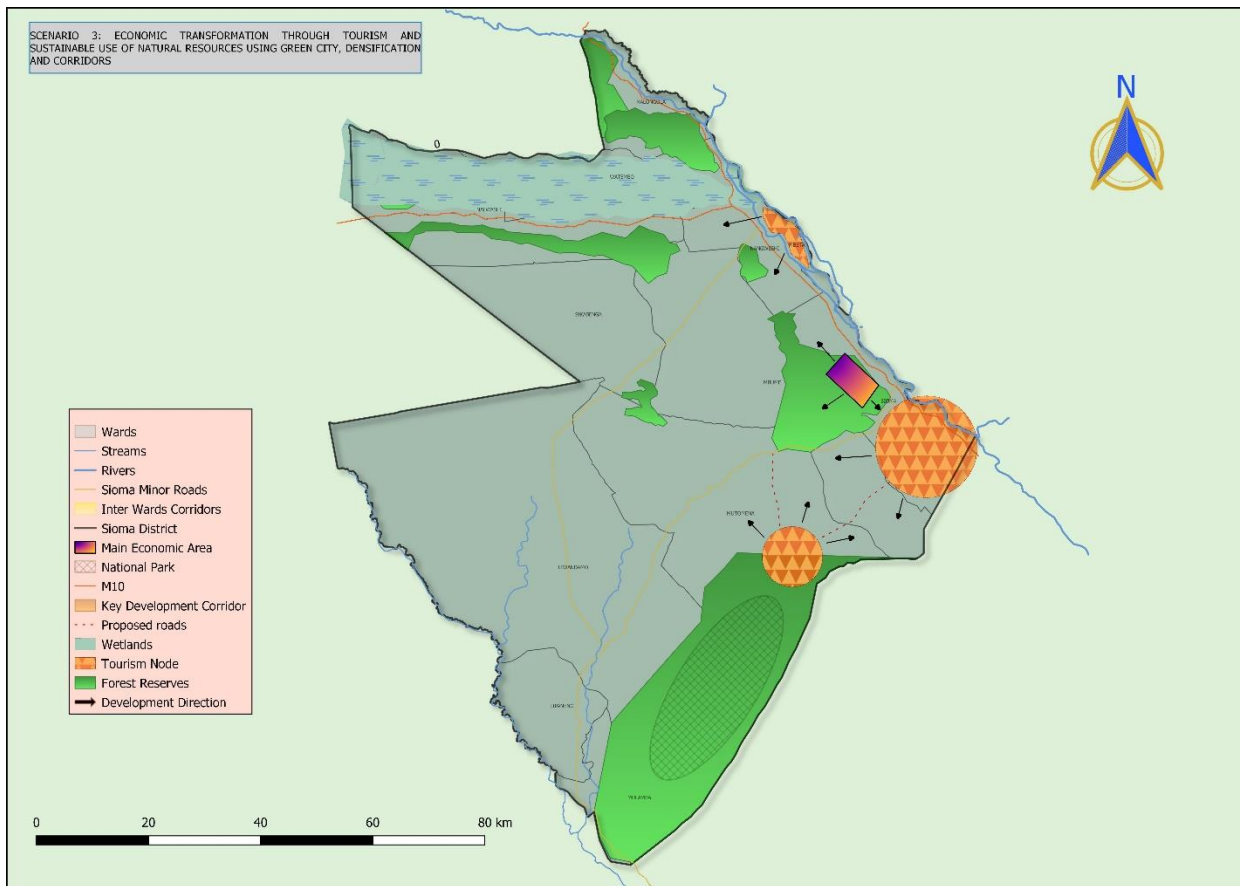 SCENARIO 3: ECONOMIC TRANSFORMATION THROUGH TOURISM AND
SUSTAINABLE USE OF NATURAL RESOURCES USING GREEN CITY, DENSIFICATION
AND CORRIDORS
N
0
Wards
Streams
Rivers
Sioma Minor Roads
Inter Wards Corridors
Sioma District
Main Economic Area
National Park
M10
Key Development Corridor
Proposed roads
Wetlands
Tourism Node
Forest Reserves
Development Direction
0 20 40 60 80 km